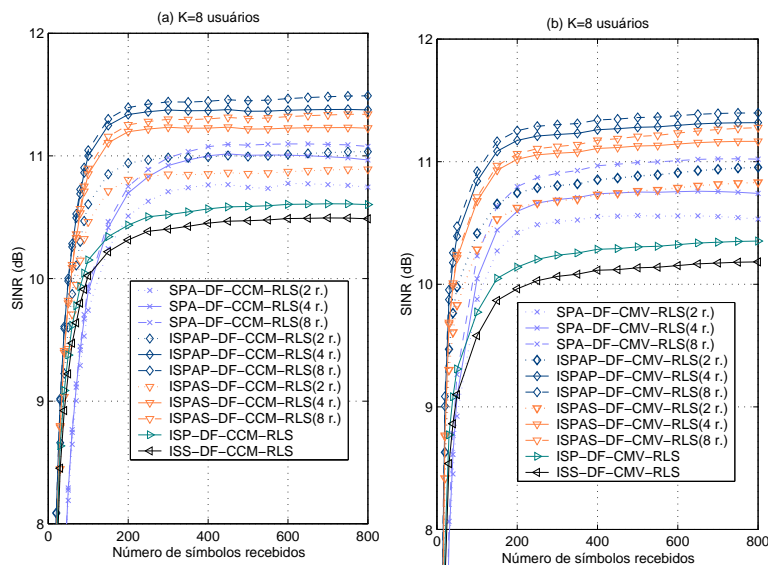 (a) K=8 usuários
12
11
10
9
8
SINR (dB)
SPA−DF−CCM−RLS(2 r.)
SPA−DF−CCM−RLS(4 r.)
SPA−DF−CCM−RLS(8 r.)
ISPAP−DF−CCM−RLS(2 r.)
ISPAP−DF−CCM−RLS(4 r.)
ISPAP−DF−CCM−RLS(8 r.)
ISPAS−DF−CCM−RLS(2 r.)
ISPAS−DF−CCM−RLS(4 r.)
ISPAS−DF−CCM−RLS(8 r.)
ISP−DF−CCM−RLS
ISS−DF−CCM−RLS
0 200 400 600 800
Número de símbolos recebidos
(b) K=8 usuários
12
11
10
9
8
SINR (dB)
SPA−DF−CMV−RLS(2 r.)
SPA−DF−CMV−RLS(4 r.)
SPA−DF−CMV−RLS(8 r.)
ISPAP−DF−CMV−RLS(2 r.)
ISPAP−DF−CMV−RLS(4 r.)
ISPAP−DF−CMV−RLS(8 r.)
ISPAS−DF−CMV−RLS(2 r.)
ISPAS−DF−CMV−RLS(4 r.)
ISPAS−DF−CMV−RLS(8 r.)
ISP−DF−CMV−RLS
ISS−DF−CMV−RLS
0 200 400 600 800
Número de símbolos recebidos